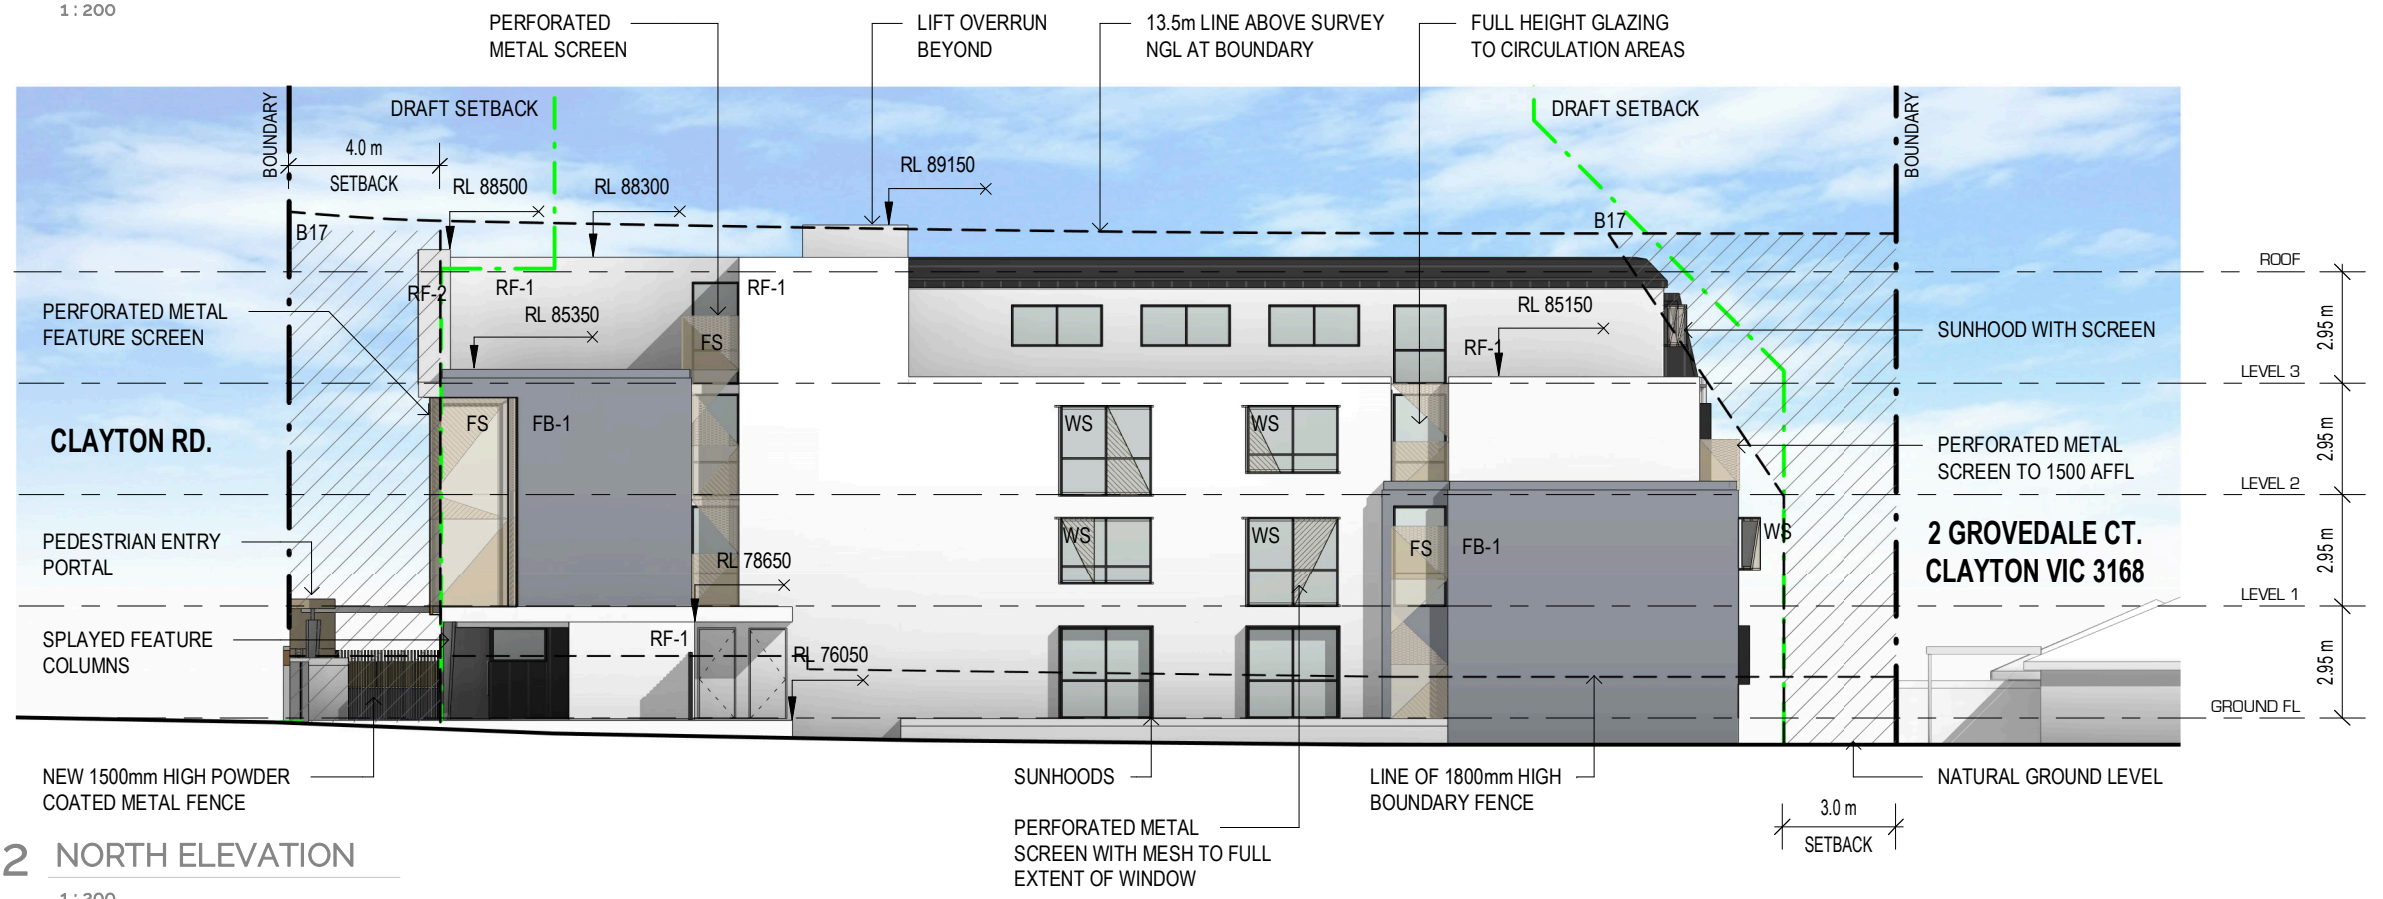 1 : 200
PERFORATED
METAL SCREEN
LIFT OVERRUN
BEYOND
13.5m LINE ABOVE SURVEY
NGL AT BOUNDARY
FULL HEIGHT GLAZING
TO CIRCULATION AREAS
BOUNDARY
DRAFT SETBACK
4.0 m
SETBACK
RL 88500
RL 88300
RL 89150
DRAFT SETBACK
BOUNDARY
B17
B17
ROOF
RF-2
RF-1
RF-1
RL 85350
RL 85150
RF-1
PERFORATED METAL
FEATURE SCREEN
FS
SUNHOOD WITH SCREEN
2.95 m
LEVEL 3
CLAYTON RD.
FS
FB-1
WS
WS
PERFORATED METAL
SCREEN TO 1500 AFFL
2.95 m
LEVEL 2
PEDESTRIAN ENTRY
PORTAL
WS
WS
FS
FB-1
WS
RL 78650
2 GROVEDALE CT.
CLAYTON VIC 3168
2.95 m
LEVEL 1
SPLAYED FEATURE
COLUMNS
RF-1
RL 76050
2.95 m
GROUND FL
NEW 1500mm HIGH POWDER
COATED METAL FENCE
SUNHOODS
LINE OF 1800mm HIGH
BOUNDARY FENCE
NATURAL GROUND LEVEL
3.0 m
SETBACK
PERFORATED METAL
SCREEN WITH MESH TO FULL
EXTENT OF WINDOW
2 NORTH ELEVATION
1 : 200